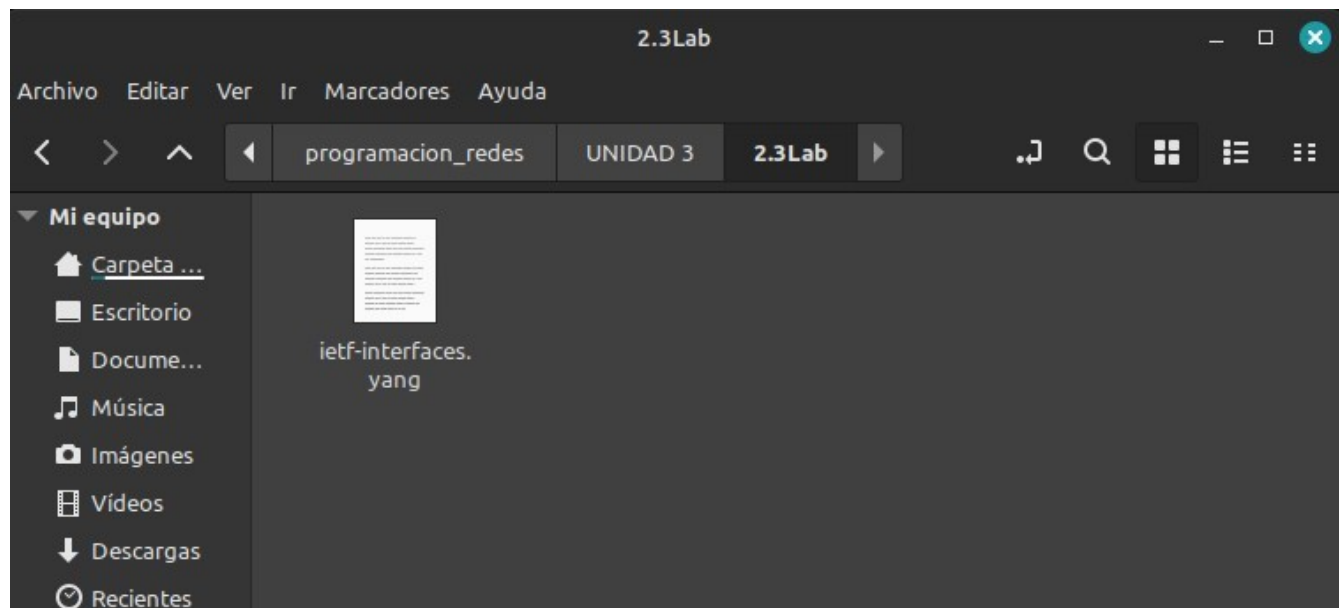 2.3Lab
Archivo Editar Ver Ir Marcadores Ayuda
programacion_redes UNIDAD 3 2.3Lab
Mi equipo
Carpeta ...
Escritorio
Docume...
Música
Imágenes
Vídeos
Descargas
Recientes
ietf-interfaces.
yang